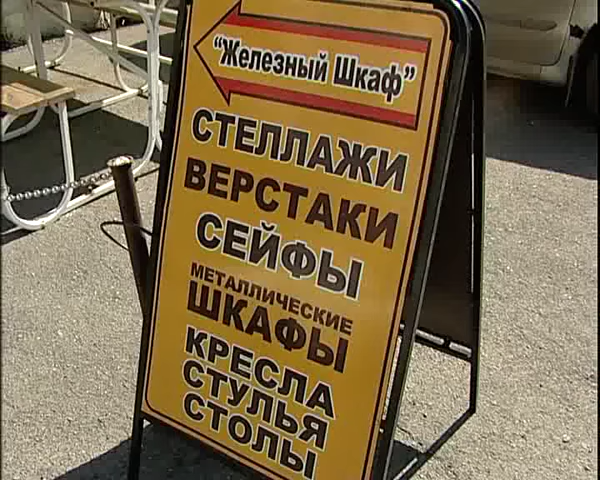 “Железный Шкаф”
СТЕЛЛАЖИ
ВЕРСТАКИ
СЕЙФЫ
МЕТАЛЛИЧЕСКИЕ
ШКАФЫ
КРЕСЛА
СТУЛЬЯ
СТОЛЫ